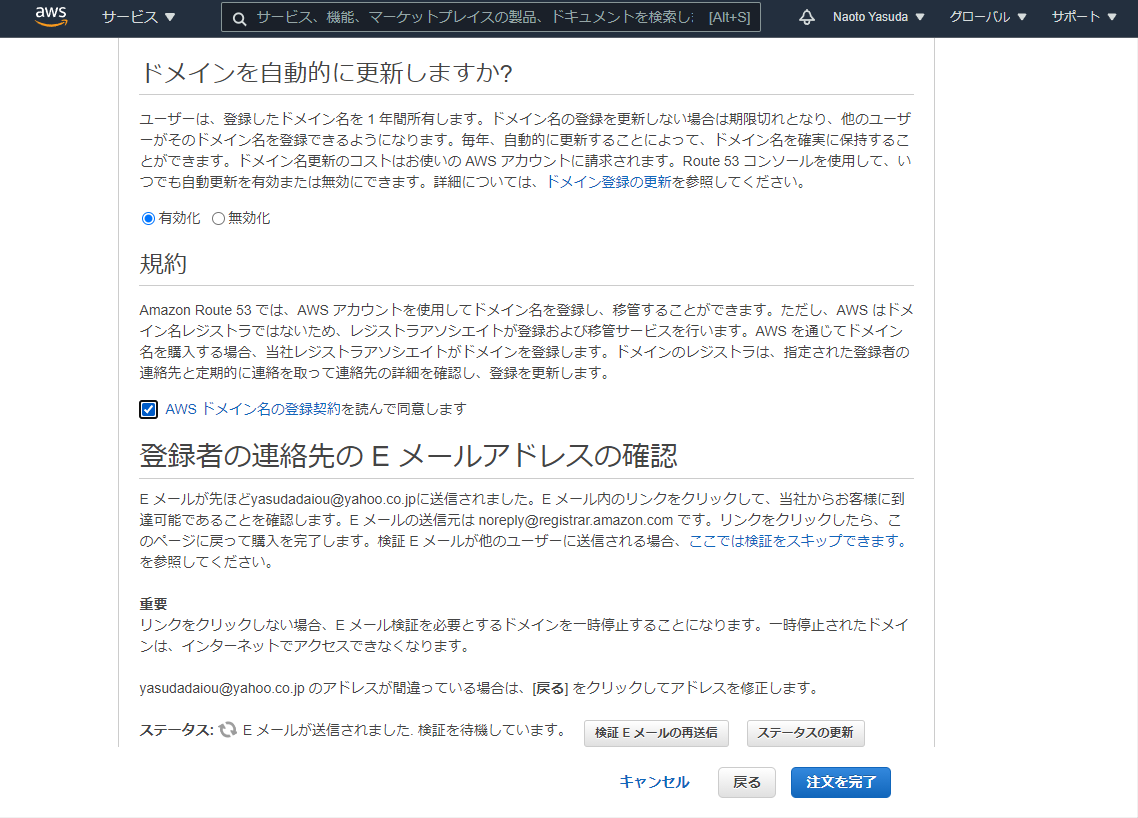 aws
サービス ▼
サービス、機能、マーケットプレイスの製品、ドキュメントを検索し
[Alt+S]
Naoto Yasuda ▼
グローバル ▼
サポート ▼
ドメインを自動的に更新しますか?
ユーザーは、登録したドメイン名を 1 年間所有します。ドメイン名の登録を更新しない場合は期限切れとなり、他のユーザ
ーがそのドメイン名を登録できるようになります。毎年、自動的に更新することによって、ドメイン名を確実に保持するこ
とができます。ドメイン名更新のコストはお使いの AWS アカウントに請求されます。Route 53 コンソールを使用して、い
つでも自動更新を有効または無効にできます。詳細については、ドメイン登録の更新を参照してください。
有効化 無効化
規約
Amazon Route 53 では、AWS アカウントを使用してドメイン名を登録し、移管することができます。ただし、AWS はドメ
イン名レジストラではないため、レジストラアソシエイトが登録および移管サービスを行います。AWS を通じてドメイン
名を購入する場合、当社レジストラアソシエイトがドメインを登録します。ドメインのレジストラは、指定された登録者の
連絡先と定期的に連絡を取って連絡先の詳細を確認し、登録を更新します。
AWS ドメイン名の登録契約を読んで同意します
登録者の連絡先の E メールアドレスの確認
E メールが先ほどyasudadaiou@yahoo.co.jpに送信されました。E メール内のリンクをクリックして、当社からお客様に到
達可能であることを確認します。E メールの送信元は noreply@registrar.amazon.com です。リンクをクリックしたら、こ
のページに戻って購入を完了します。検証 E メールが他のユーザーに送信される場合、ここでは検証をスキップできます。
を参照してください。
重要
リンクをクリックしない場合、E メール検証を必要とするドメインを一時停止することになります。一時停止されたドメイ
ンは、インターネットでアクセスできなくなります。
yasudadaiou@yahoo.co.jp のアドレスが間違っている場合は、[戻る] をクリックしてアドレスを修正します。
ステータス: E メールが送信されました. 検証を待機しています。 検証 E メールの再送信 ステータスの更新
キャンセル 戻る 注文を完了